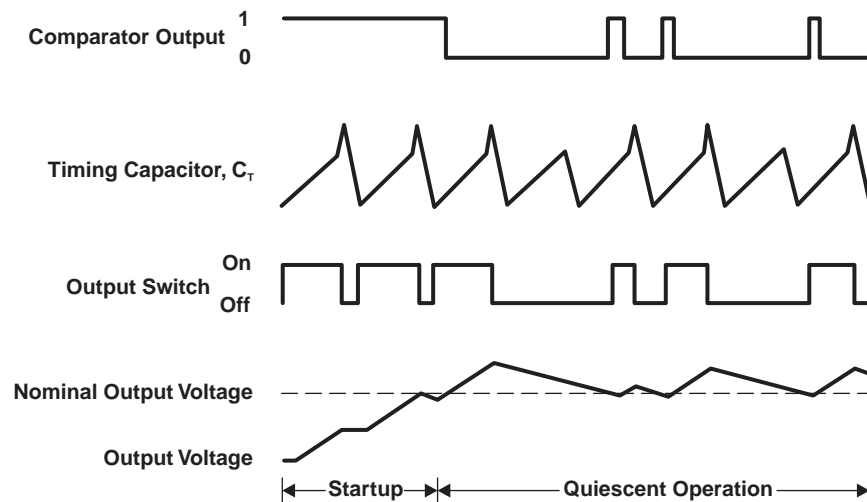 1
Comparator Output
0
Timing Capacitor, CT
On
Output Switch
Off
Nominal Output Voltage
Output Voltage
Startup
Quiescent Operation